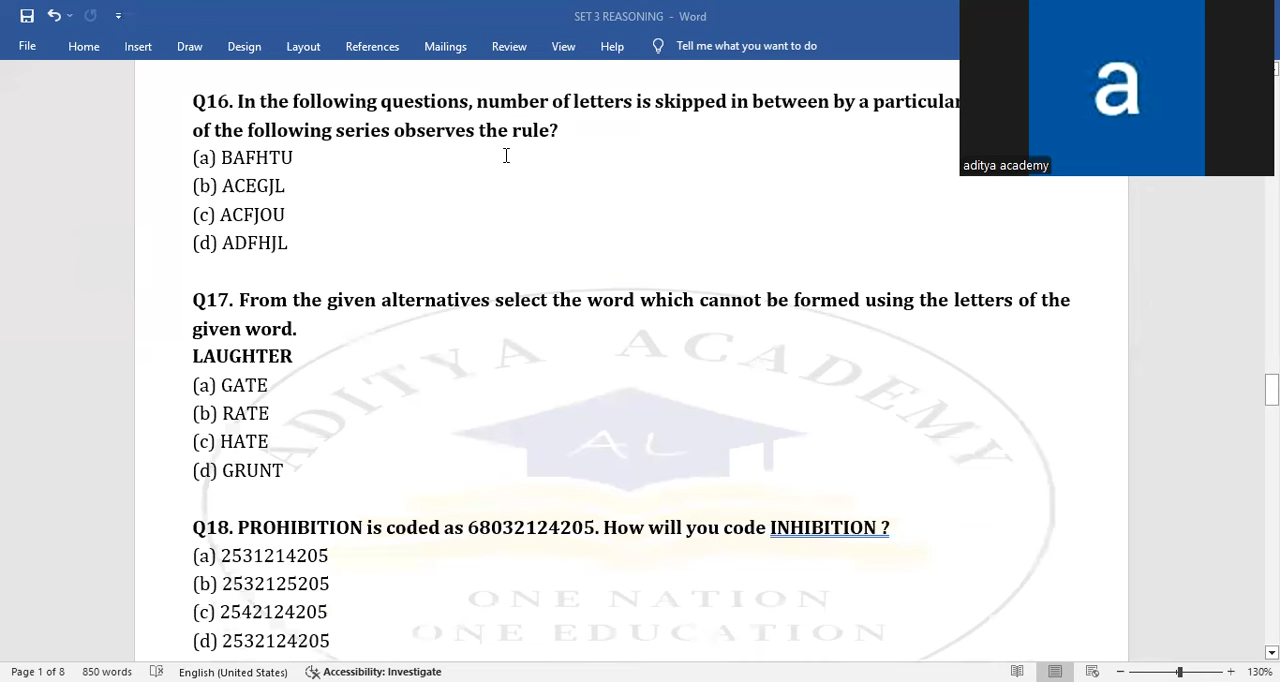 SET 3 REASONING - Word
File Home Insert Draw Design Layout References Mailings Review View Help Tell me what you want to do
a
aditya academy
Q16. In the following questions, number of letters is skipped in between by a particular
of the following series observes the rule?
(a) BAFHTU
(b) ACEGJL
(c) ACFJOU
(d) ADFHJL
Q17. From the given alternatives select the word which cannot be formed using the letters of the
given word.
LAUGHTER
(a) GATE
(b) RATE
(c) HATE
(d) GRUNT
Q18. PROHIBITION is coded as 68032124205. How will you code INHIBITION ?
(a) 2531214205
(b) 2532125205
(c) 2542124205
(d) 2532124205
ADITYA ACADEMY
AL
ONE NATION
ONE EDUCATION
Page 1 of 8 850 words English (United States) Accessibility: Investigate 130%